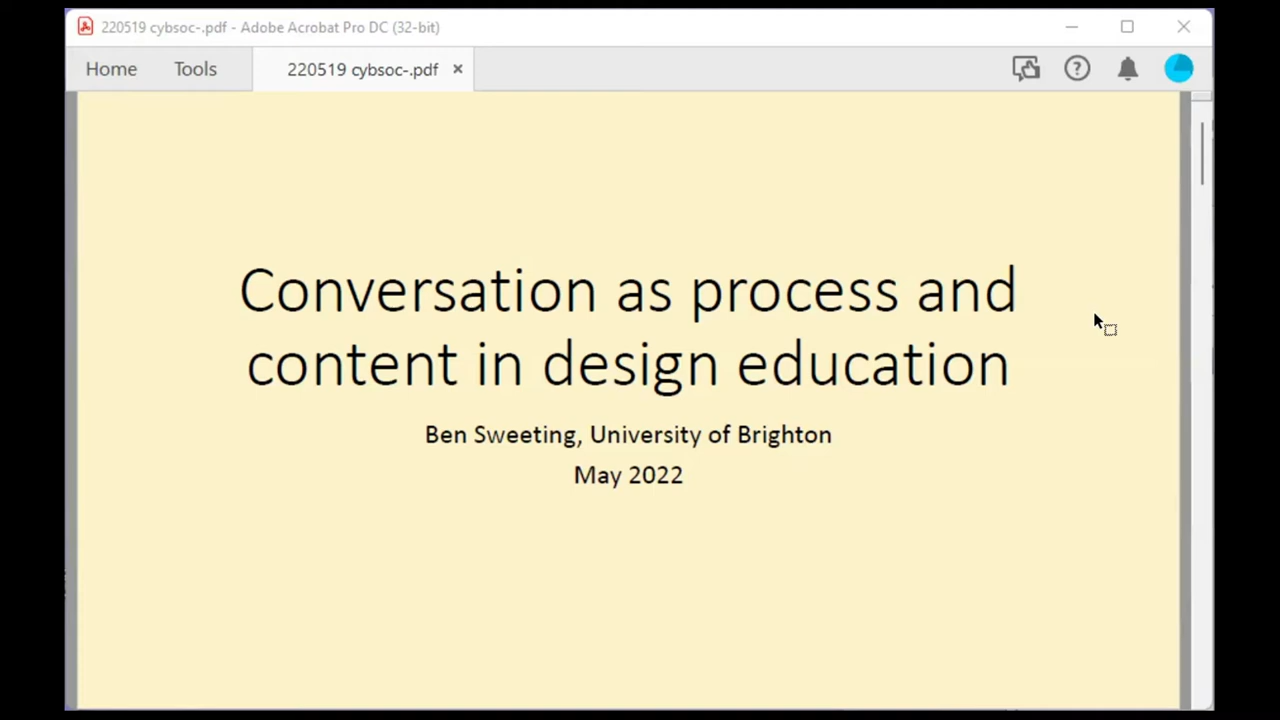 220519 cybsoc-.pdf - Adobe Acrobat Pro DC (32-bit)
Home Tools 220519 cybsoc-.pdf ×
Conversation as process and
content in design education
Ben Sweeting, University of Brighton
May 2022